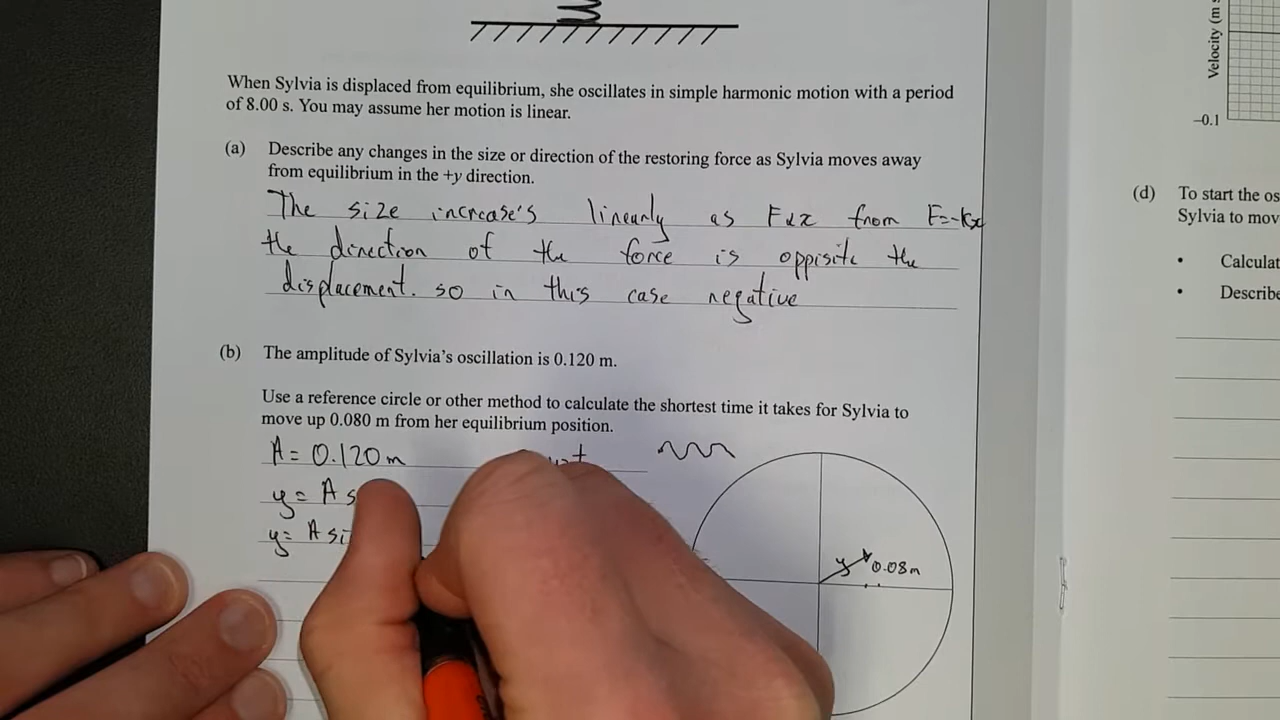 Velocity (m
-0.1
When Sylvia is displaced from equilibrium, she oscillates in simple harmonic motion with a period
of 8.00 s. You may assume her motion is linear.
(a) Describe any changes in the size or direction of the restoring force as Sylvia moves away
from equilibrium in the +y direction.
The size increase's linearly as F∝x from F=-kx
the direction of the force is oppisite the
displacement. so in this case negative
(b) The amplitude of Sylvia's oscillation is 0.120 m.
Use a reference circle or other method to calculate the shortest time it takes for Sylvia to
move up 0.080 m from her equilibrium position.
A = 0.120m
y = A s
y = A si
y 0.08m
(d) To start the os
Sylvia to mov
• Calculat
• Describe